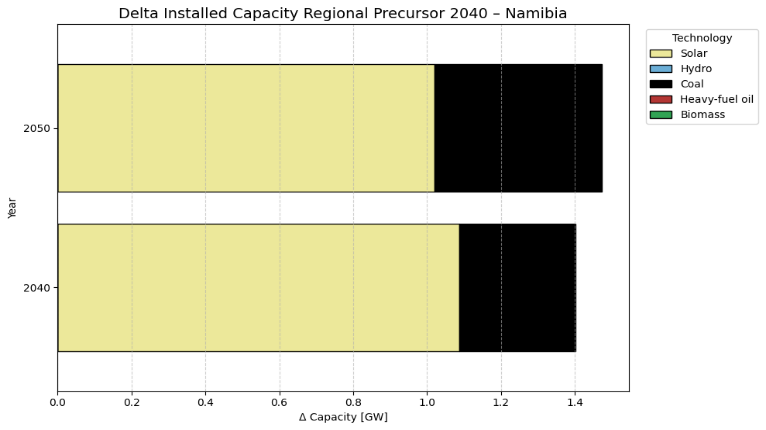 Delta Installed Capacity Regional Precursor 2040 – Namibia
Technology
Solar
Hydro
Coal
Heavy-fuel oil
Biomass
Year
2050
2040
0.0 0.2 0.4 0.6 0.8 1.0 1.2 1.4
Δ Capacity [GW]